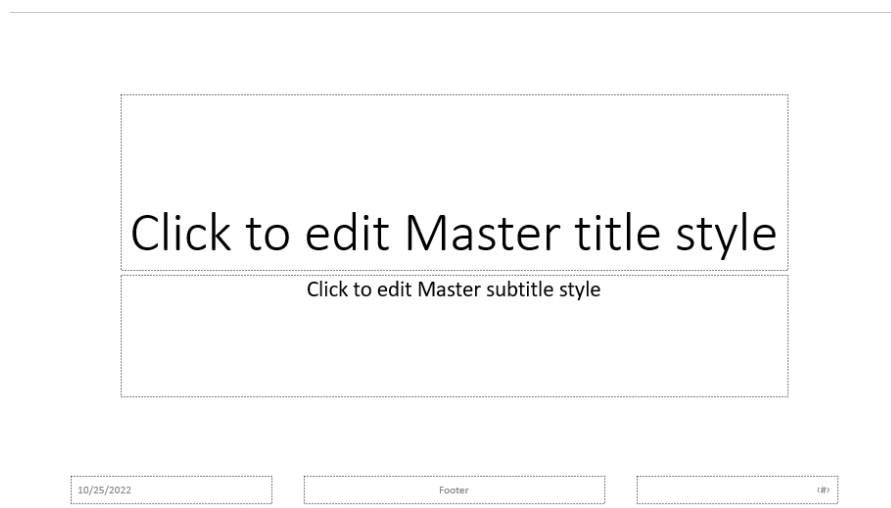 Click to edit Master title style
Click to edit Master subtitle style
10/25/2022
Footer
‹#›